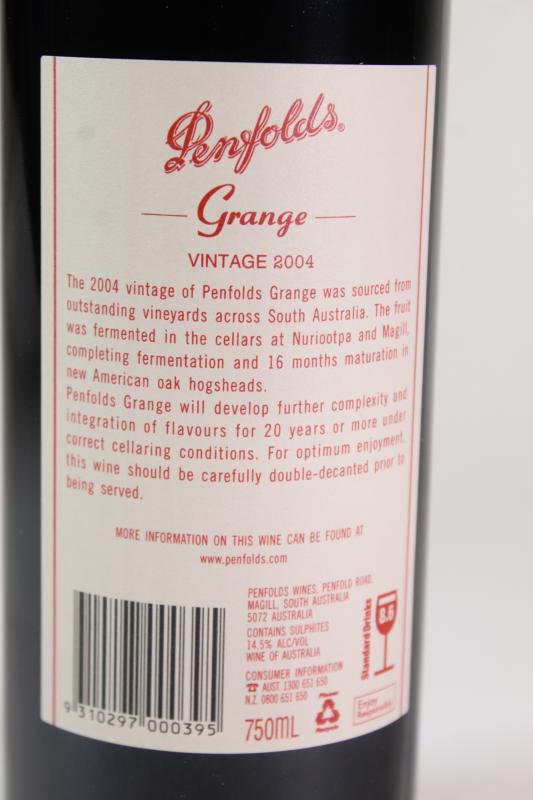 Penfolds.
Grange
VINTAGE 2004
The 2004 vintage of Penfolds Grange was sourced from
outstanding vineyards across South Australia. The fruit
was fermented in the cellars at Nuriootpa and Magill,
completing fermentation and 16 months maturation in
new American oak hogsheads.
Penfolds Grange will develop further complexity and
integration of flavours for 20 years or more under
correct cellaring conditions. For optimum enjoyment,
this wine should be carefully double-decanted prior to
being served.
MORE INFORMATION ON THIS WINE CAN BE FOUND AT
www.penfolds.com
PENFOLDS WINES, PENFOLD ROAD,
MAGILL, SOUTH AUSTRALIA
5072 AUSTRALIA
CONTAINS SULPHITES
14.5% ALC/VOL
WINE OF AUSTRALIA
CONSUMER INFORMATION
☎ AUST. 1300 651 650
N.Z. 0800 651 650
750mL
Please
Recycle
Standard Drinks
8.6
Enjoy
Responsibly
9 310297 000395